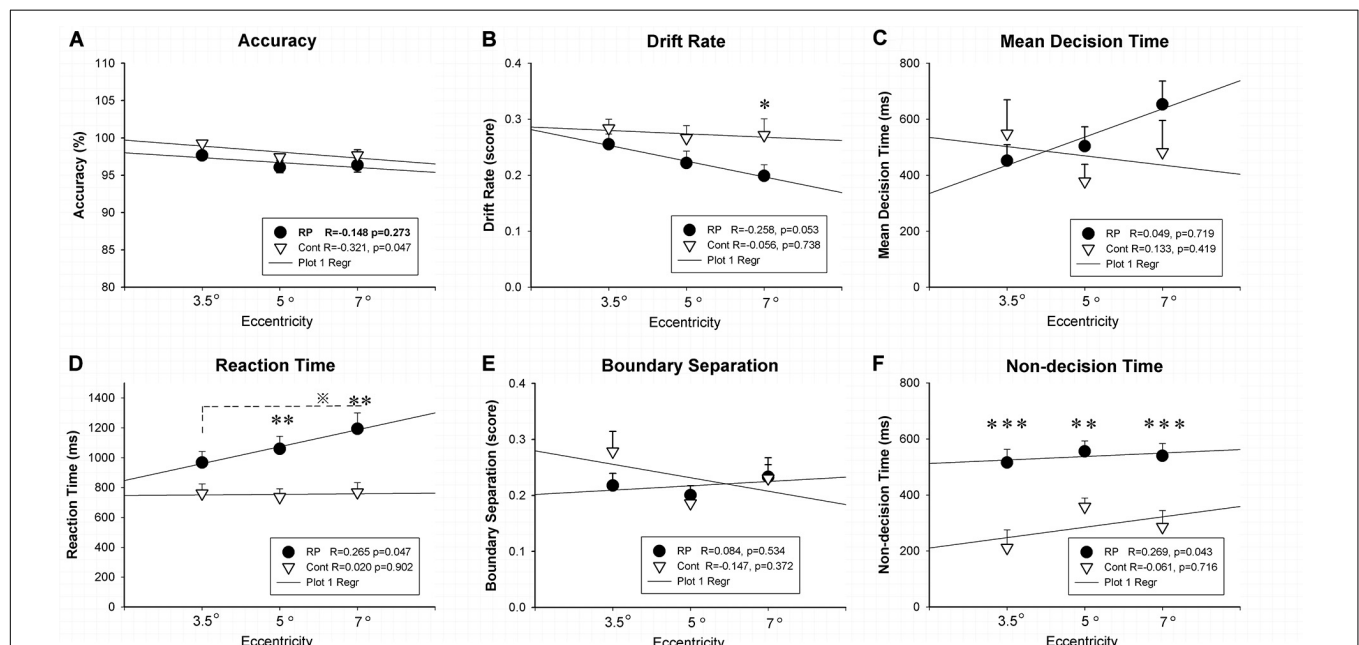 A Accuracy
Accuracy (%)
110
105
100
95
90
85
80
RP R=-0.148 p=0.273
Cont R=-0.321, p=0.047
Plot 1 Regr
3.5° 5° 7°
Eccentricity
B Drift Rate
Drift Rate (score)
0.4
0.3
0.2
0.1
0.0
*
RP R=-0.258, p=0.053
Cont R=-0.056, p=0.738
Plot 1 Regr
3.5° 5° 7°
Eccentricity
C Mean Decision Time
Mean Decision Time (ms)
800
600
400
200
0
RP R=0.049, p=0.719
Cont R=0.133, p=0.419
Plot 1 Regr
3.5° 5° 7°
Eccentricity
D Reaction Time
Reaction Time (ms)
1400
1200
1000
800
600
400
200
0
※ **
**
RP R=0.265 p=0.047
Cont R=0.020 p=0.902
Plot 1 Regr
3.5° 5° 7°
Eccentricity
E Boundary Separation
Boundary Separation (score)
0.4
0.3
0.2
0.1
0.0
RP R=0.084, p=0.534
Cont R=-0.147, p=0.372
Plot 1 Regr
3.5° 5° 7°
Eccentricity
F Non-decision Time
Non-decision Time (ms)
800
600
400
200
0
*** ** ***
RP R=0.269, p=0.043
Cont R=-0.061, p=0.716
Plot 1 Regr
3.5° 5° 7°
Eccentricity